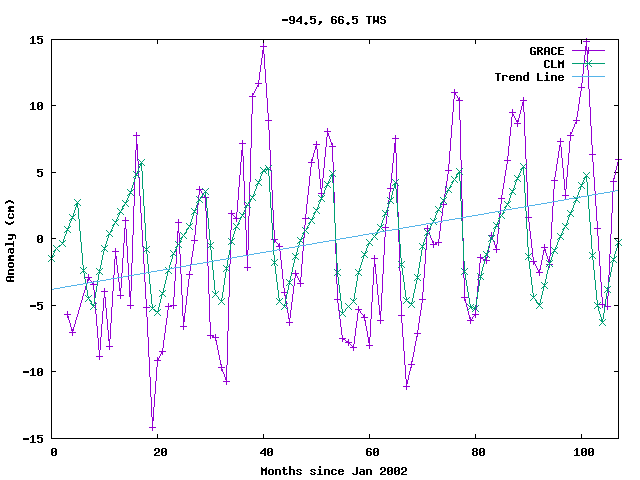 -94.5, 66.5 TWS
GRACE
CLM
Trend Line
15
10
5
0
-5
-10
-15
Anomaly (cm)
0 20 40 60 80 100
Months since Jan 2002